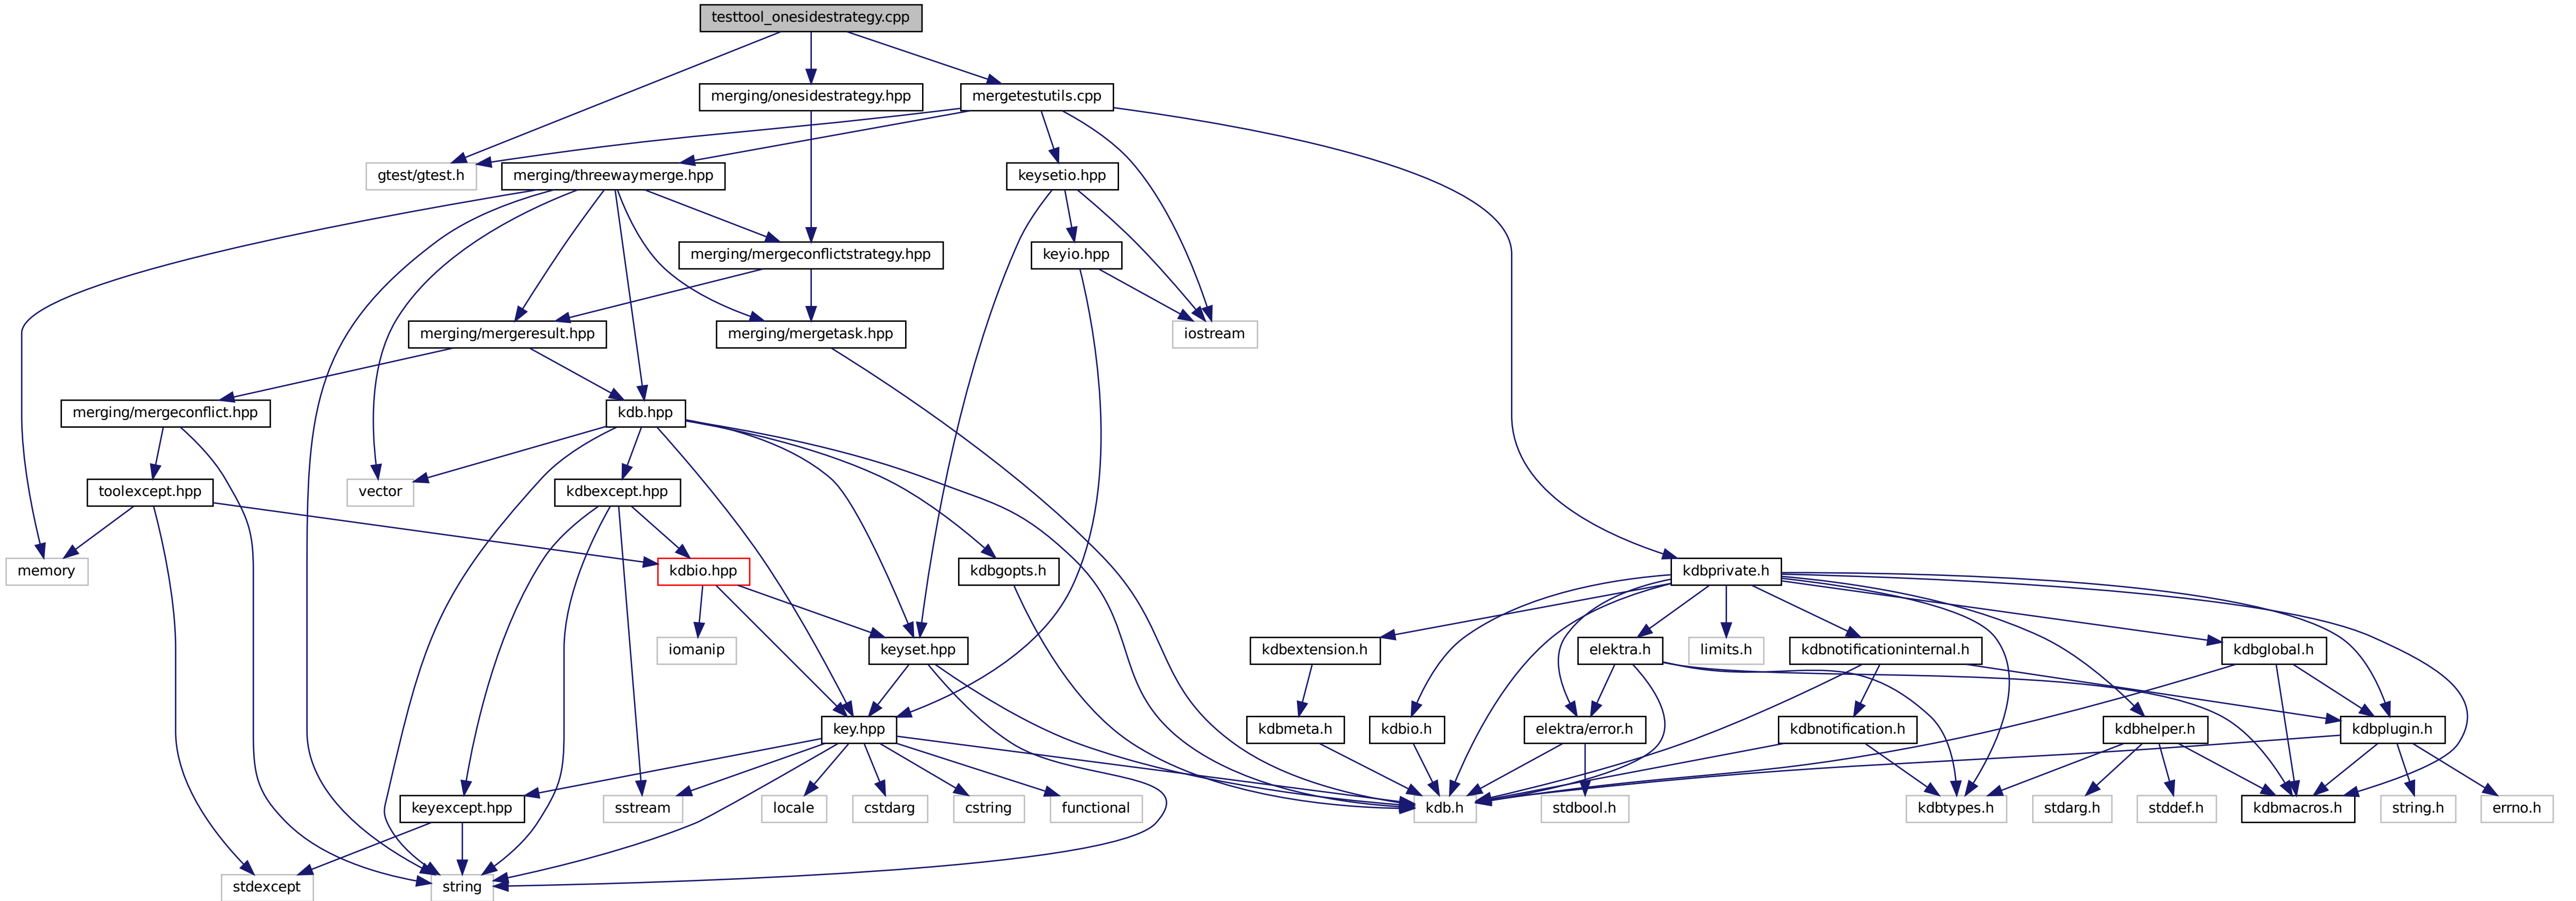 testtool_onesidestrategy.cpp
merging/onesidestrategy.hpp
mergetestutils.cpp
gtest/gtest.h
merging/threewaymerge.hpp
keysetio.hpp
merging/mergeconflictstrategy.hpp
keyio.hpp
merging/mergeresult.hpp
merging/mergetask.hpp
iostream
merging/mergeconflict.hpp
kdb.hpp
toolexcept.hpp
vector
kdbexcept.hpp
memory
kdbio.hpp
kdbgopts.h
kdbprivate.h
iomanip
keyset.hpp
kdbextension.h
elektra.h
limits.h
kdbnotificationinternal.h
kdbglobal.h
key.hpp
kdbmeta.h
kdbio.h
elektra/error.h
kdbnotification.h
kdbhelper.h
kdbplugin.h
keyexcept.hpp
sstream
locale
cstdarg
cstring
functional
kdb.h
stdbool.h
kdbtypes.h
stdarg.h
stddef.h
kdbmacros.h
string.h
errno.h
stdexcept
string